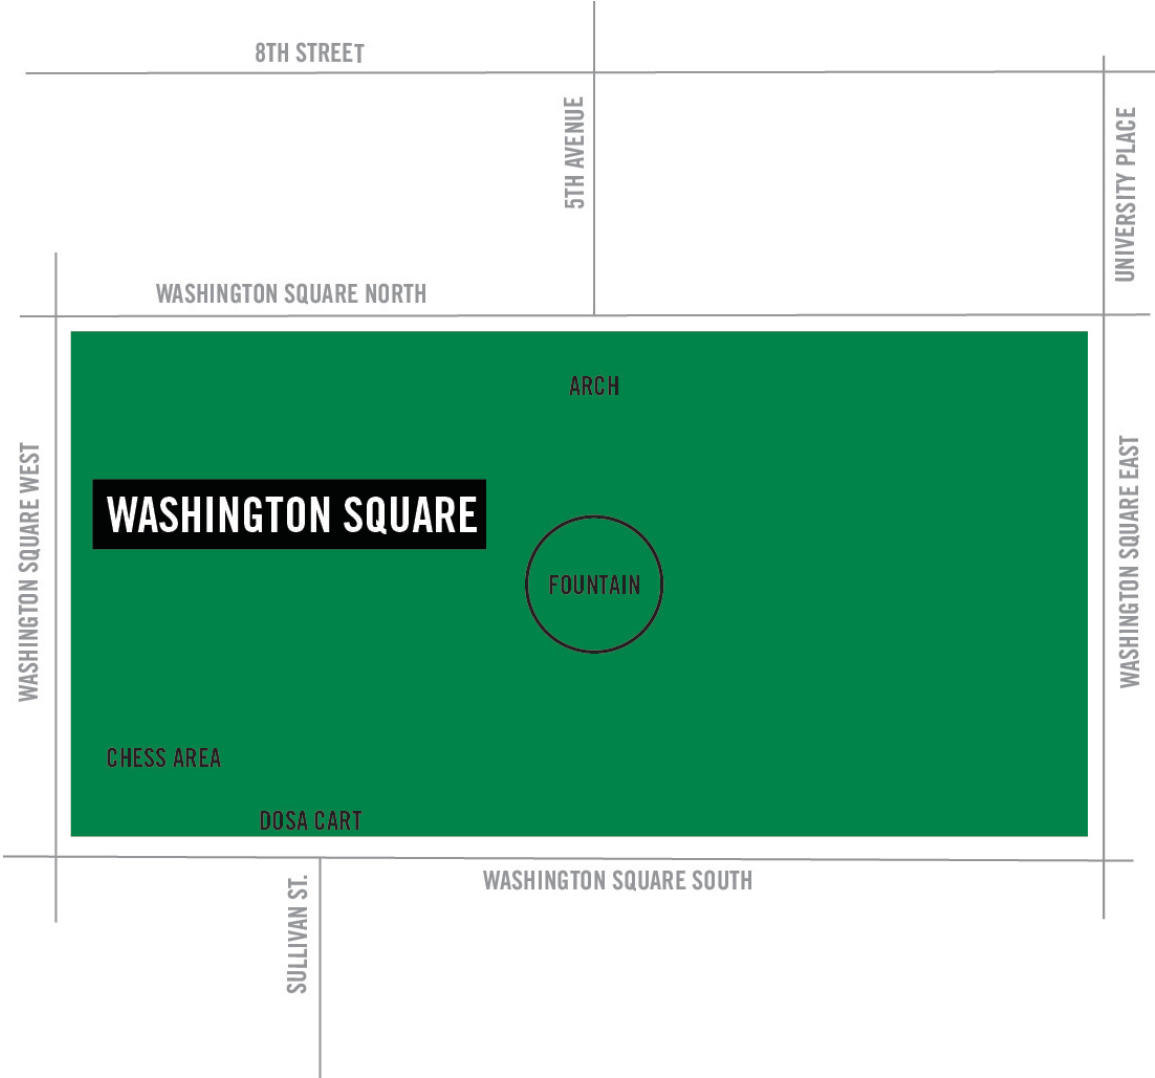 8TH STREET
5TH AVENUE
UNIVERSITY PLACE
WASHINGTON SQUARE NORTH
ARCH
WASHINGTON SQUARE WEST
WASHINGTON SQUARE
WASHINGTON SQUARE EAST
FOUNTAIN
CHESS AREA
DOSA CART
WASHINGTON SQUARE SOUTH
SULLIVAN ST.